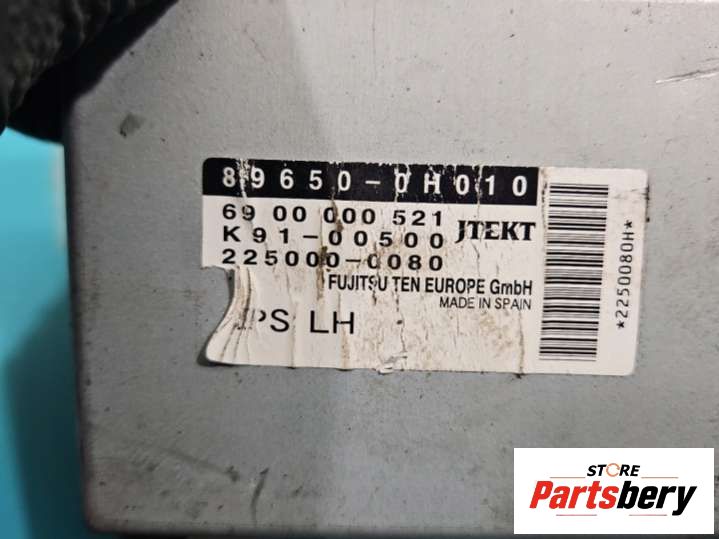 89650-0H010
69 00 000 521
K91-00500
JTEKT
225000-0080
FUJITSU TEN EUROPE GmbH
MADE IN SPAIN
LH
*2250080H*
STORE
Partsbery